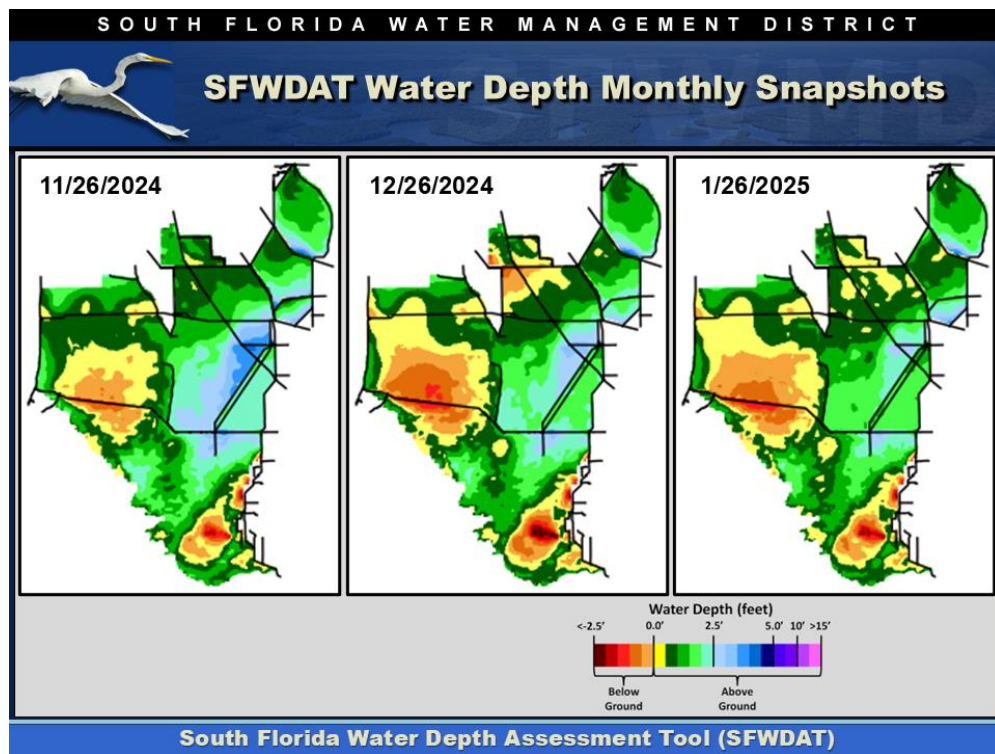 SOUTH FLORIDA WATER MANAGEMENT DISTRICT
SFWDAT Water Depth Monthly Snapshots
11/26/2024
12/26/2024
1/26/2025
Water Depth (feet)
<-2.5' 0.0' 2.5' 5.0' 10' >15'
Below Ground
Above Ground
South Florida Water Depth Assessment Tool (SFWDAT)